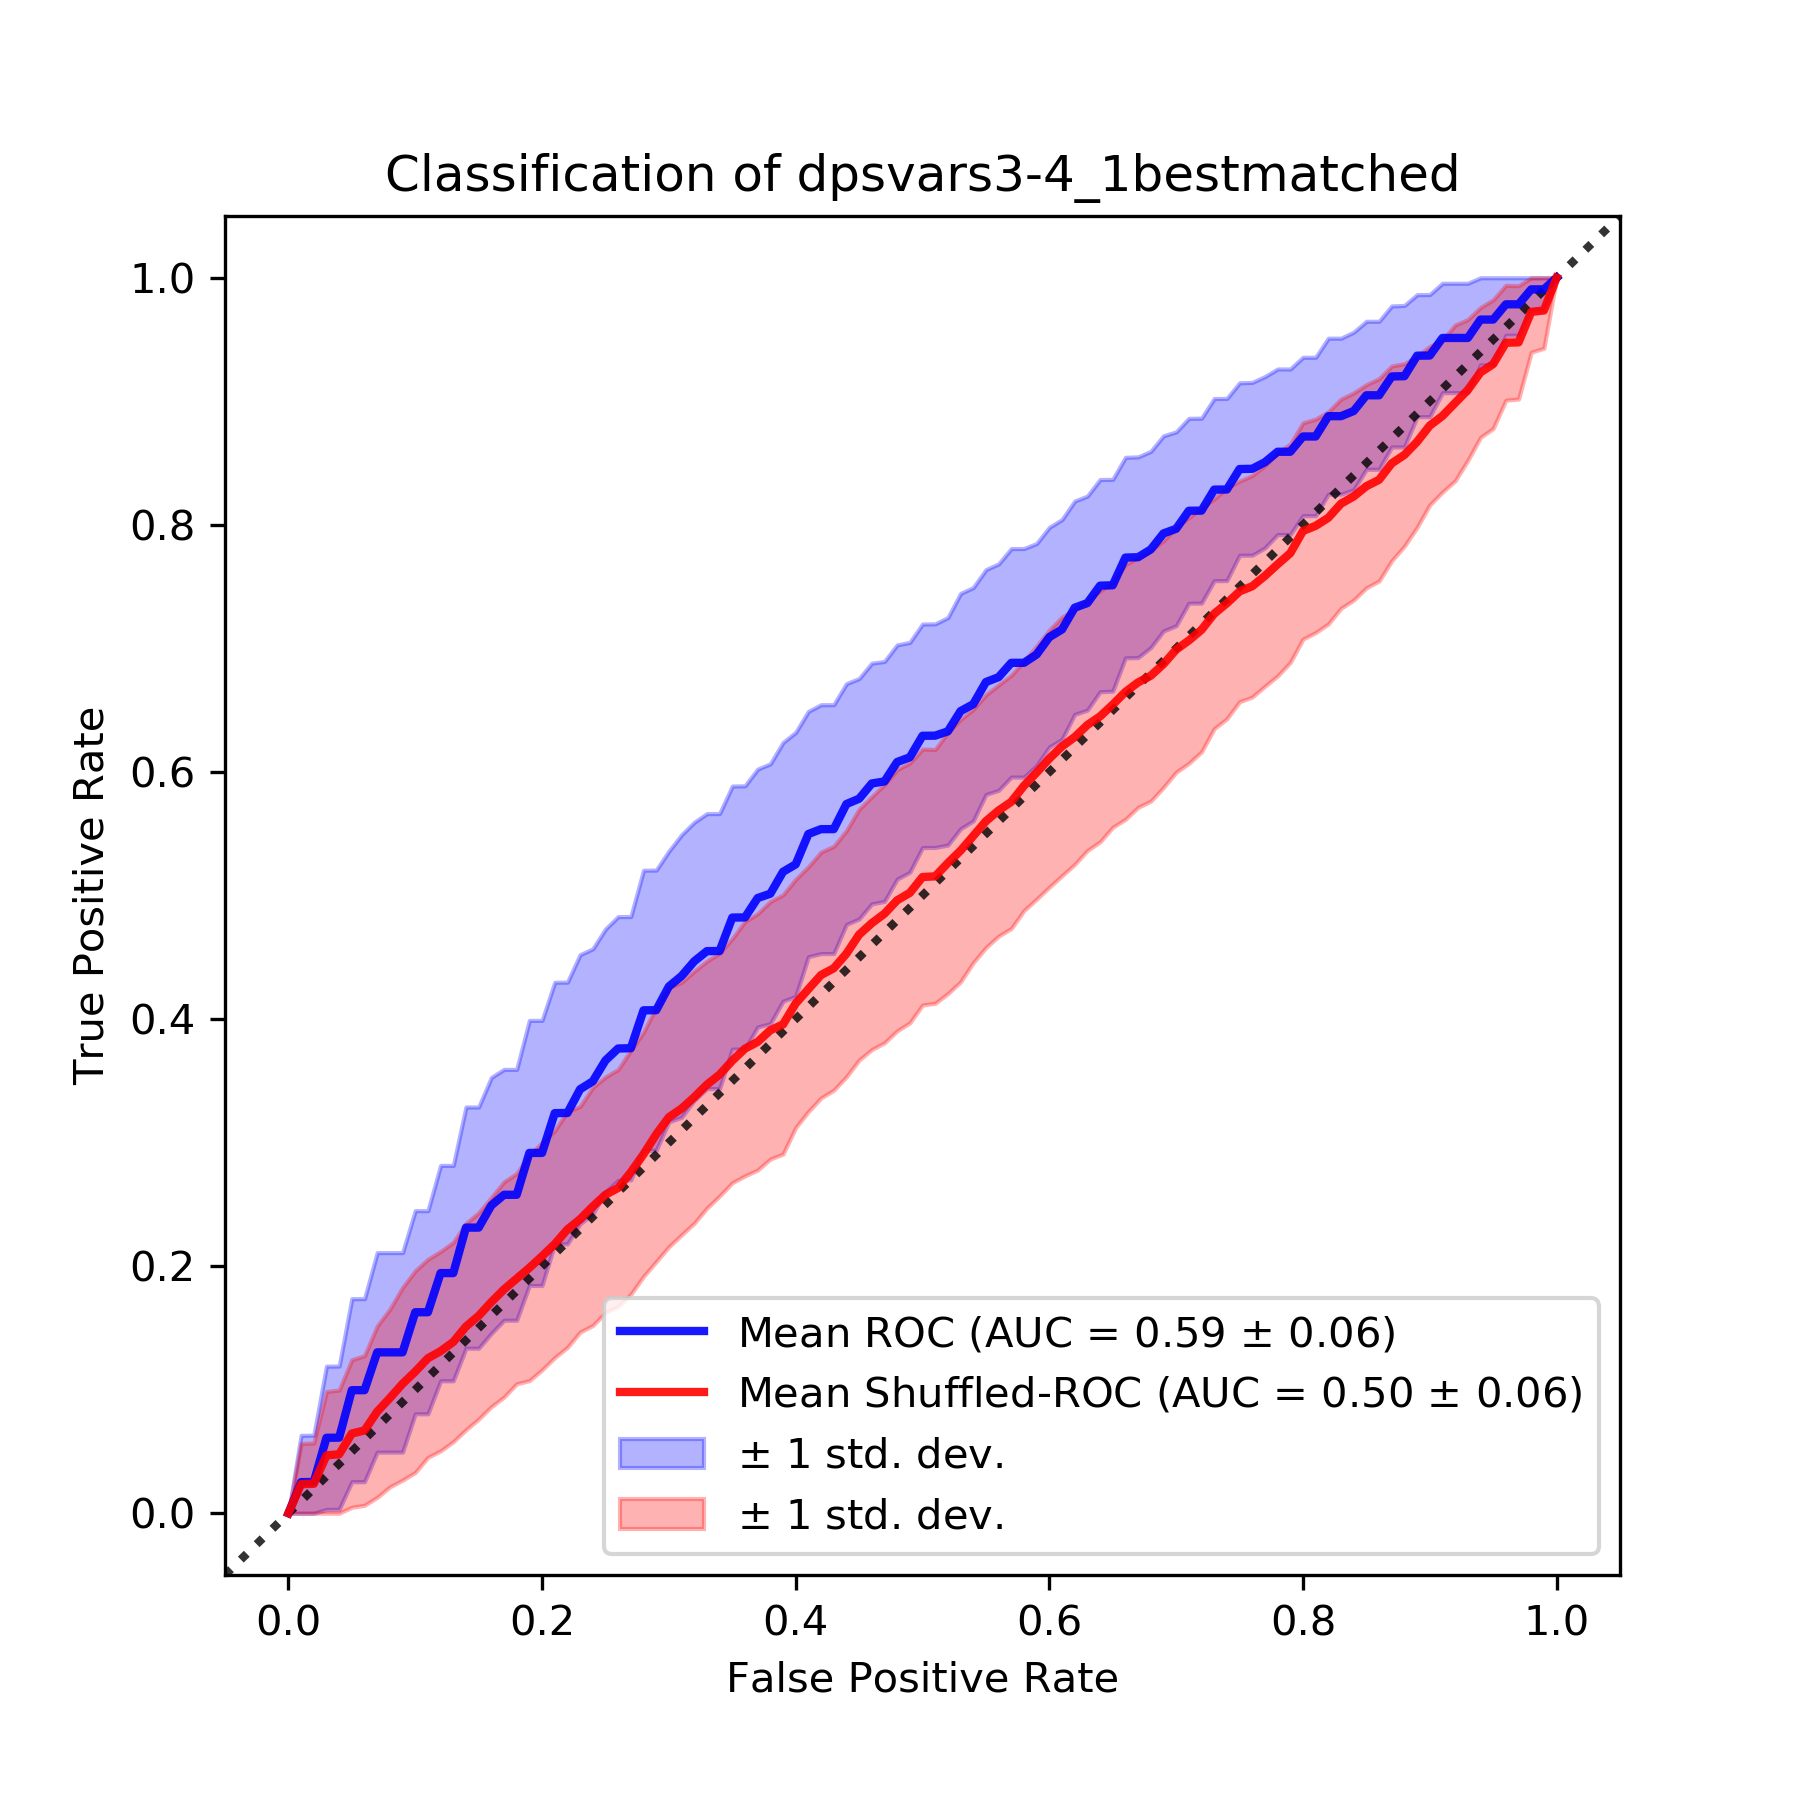 Classification of dpsvars3-4_1bestmatched
1.0
0.8
0.6
0.4
0.2
0.0
True Positive Rate
Mean ROC (AUC = 0.59 ± 0.06)
Mean Shuffled-ROC (AUC = 0.50 ± 0.06)
± 1 std. dev.
± 1 std. dev.
0.0 0.2 0.4 0.6 0.8 1.0
False Positive Rate